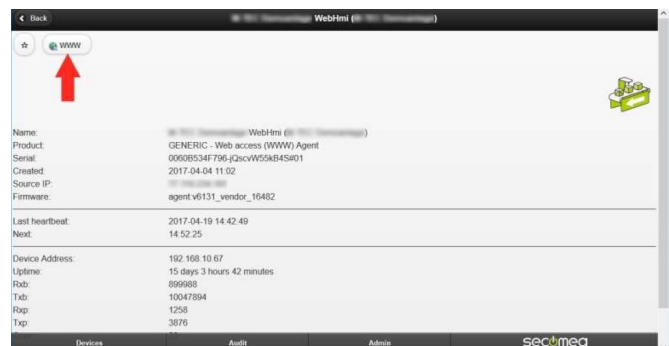 Back
WebHmi (
)
WWW
Name: WebHmi ( )
Product: GENERIC - Web access (WWW) Agent
Serial: 0060B534F796-jQscvW55kB4S#01
Created: 2017-04-04 11:02
Source IP:
Firmware: agent:v6131_vendor_16482
Last heartbeat: 2017-04-19 14:42:49
Next: 14:52:25
Device Address: 192.168.10.67
Uptime: 15 days 3 hours 42 minutes
Rxb: 899988
Txb: 10047894
Rxp: 1258
Txp: 3876
Devices Audit Admin secomea